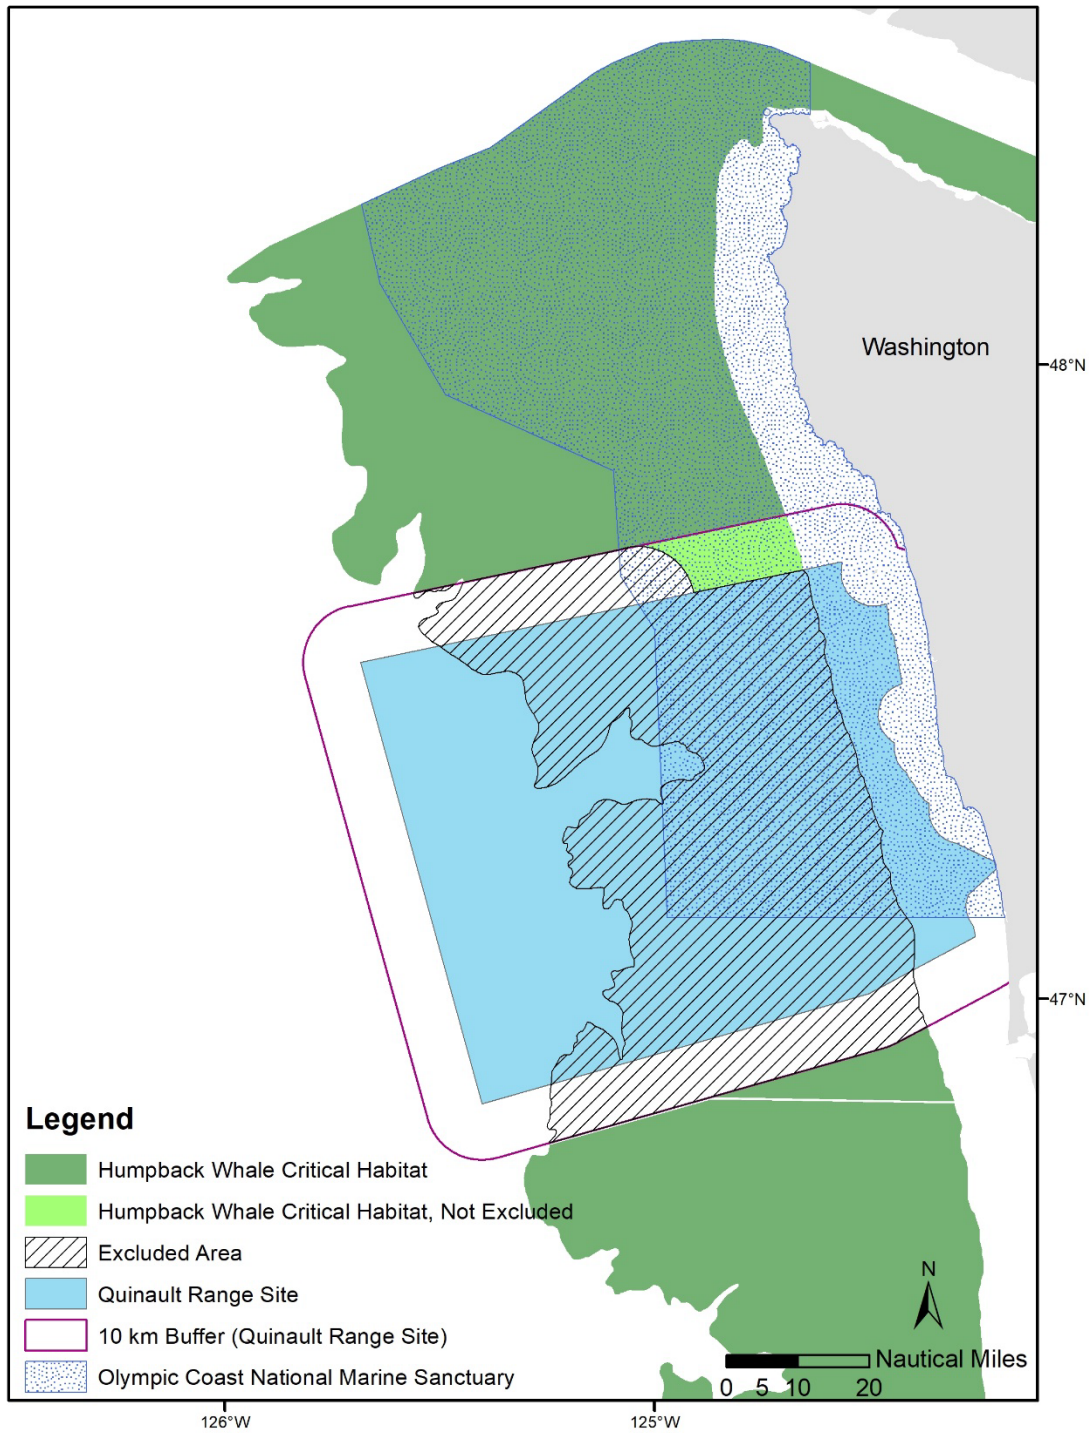 Washington
48°N
47°N
Legend
Humpback Whale Critical Habitat
Humpback Whale Critical Habitat, Not Excluded
Excluded Area
Quinault Range Site
10 km Buffer (Quinault Range Site)
Olympic Coast National Marine Sanctuary
N
Nautical Miles
0 5 10 20
126°W
125°W